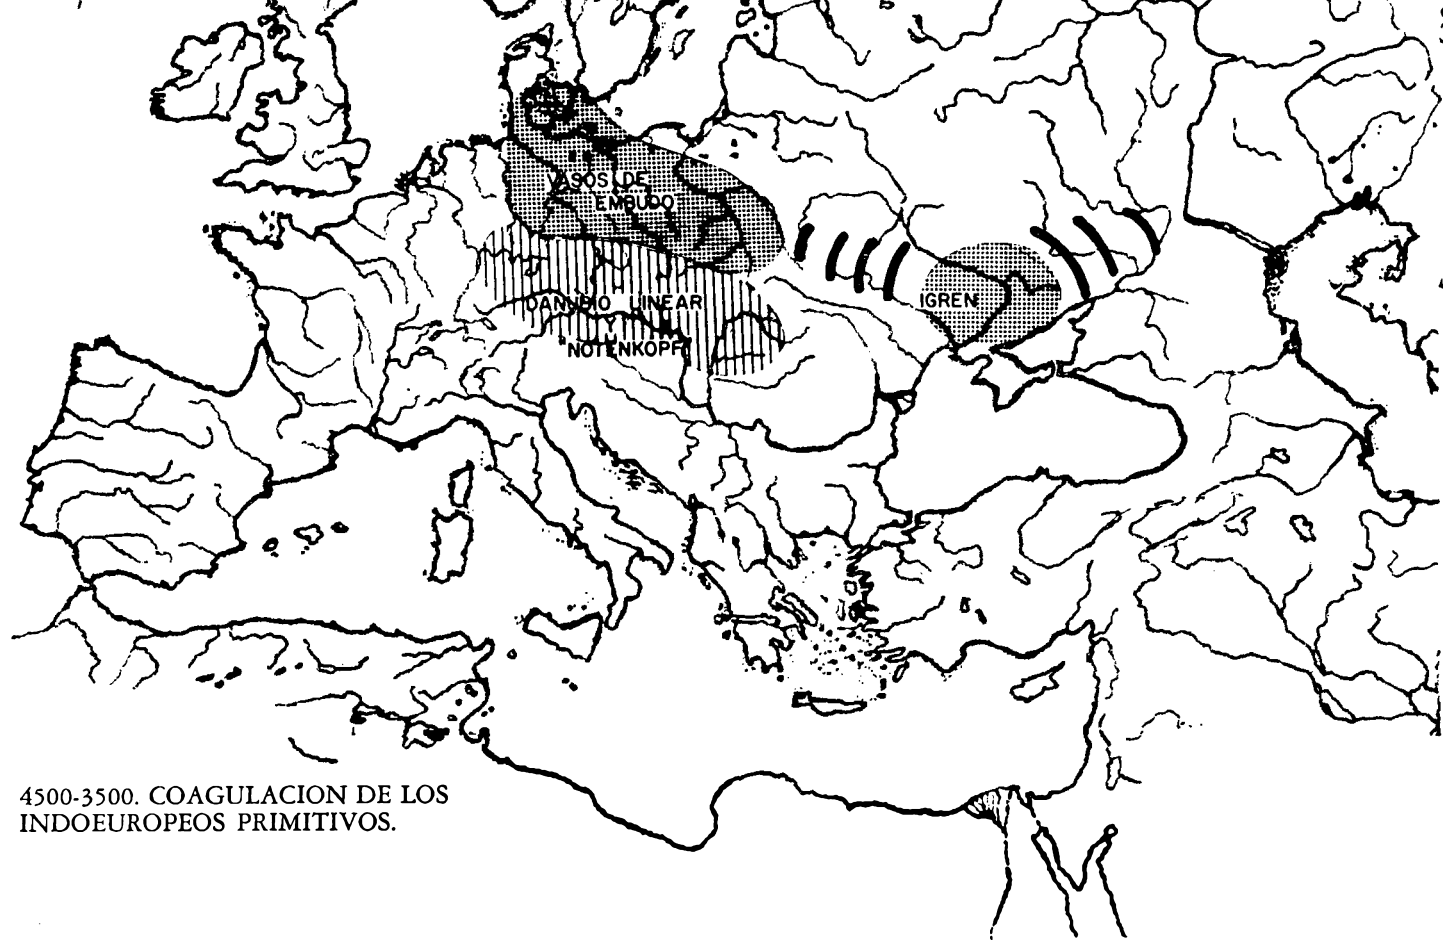 VASOS DE
EMBUDO
DANUBIO LINEAR
Y
"NOTENKOPF"
IGREN
4500-3500. COAGULACION DE LOS
INDOEUROPEOS PRIMITIVOS.